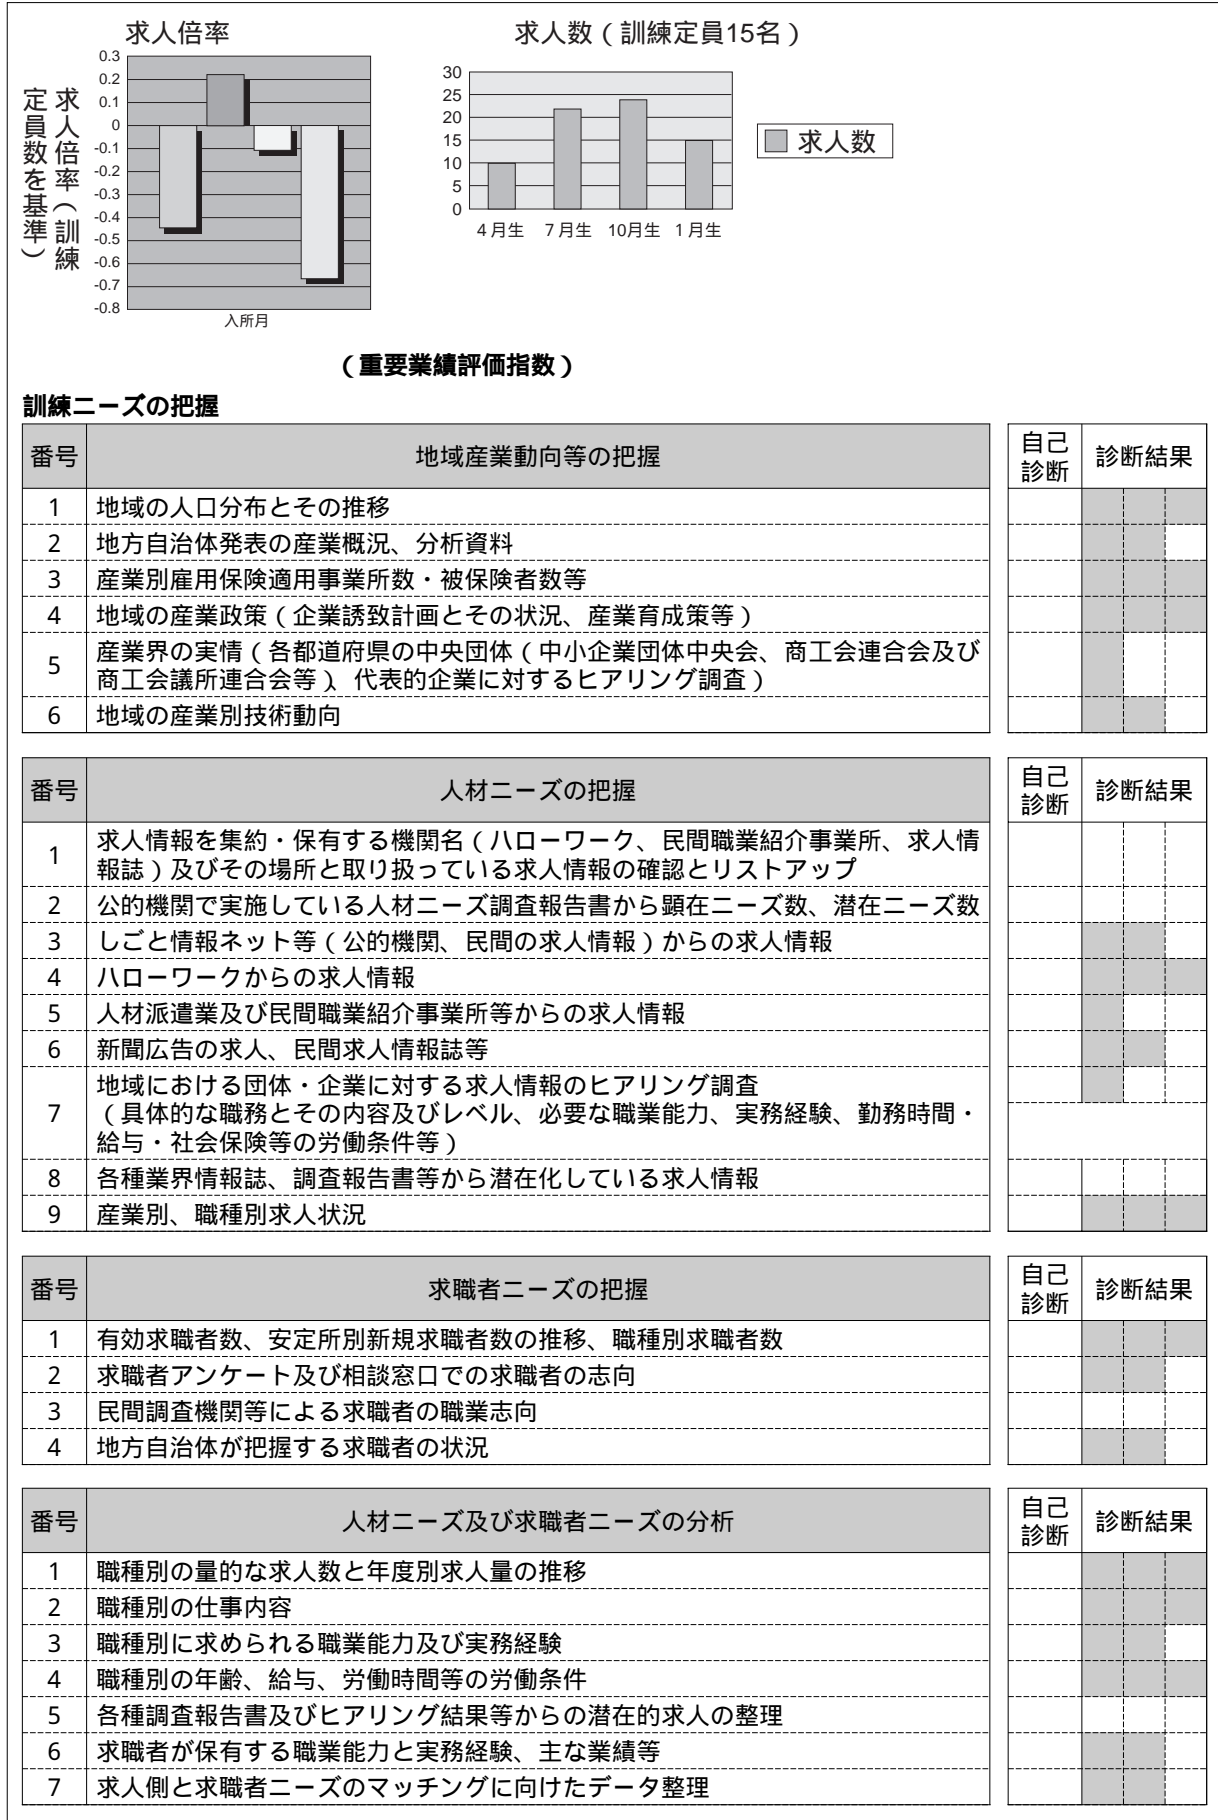 求人倍率
求人倍率(訓練
定員数を基準)
0.3
0.2
0.1
0
-0.1
-0.2
-0.3
-0.4
-0.5
-0.6
-0.7
-0.8
入所月
求人数(訓練定員15名)
30
25
20
15
10
5
0
4月生 7月生 10月生 1月生
求人数
(重要業績評価指数)
訓練ニーズの把握
番号 地域産業動向等の把握 自己診断 診断結果
1 地域の人口分布とその推移
2 地方自治体発表の産業概況、分析資料
3 産業別雇用保険適用事業所数・被保険者数等
4 地域の産業政策(企業誘致計画とその状況、産業育成策等)
5 産業界の実情(各都道府県の中央団体(中小企業団体中央会、商工会連合会及び
商工会議所連合会等)、代表的企業に対するヒアリング調査)
6 地域の産業別技術動向
番号 人材ニーズの把握 自己診断 診断結果
1 求人情報を集約・保有する機関名(ハローワーク、民間職業紹介事業所、求人情
報誌)及びその場所と取り扱っている求人情報の確認とリストアップ
2 公的機関で実施している人材ニーズ調査報告書から顕在ニーズ数、潜在ニーズ数
3 しごと情報ネット等(公的機関、民間の求人情報)からの求人情報
4 ハローワークからの求人情報
5 人材派遣業及び民間職業紹介事業所等からの求人情報
6 新聞広告の求人、民間求人情報誌等
7 地域における団体・企業に対する求人情報のヒアリング調査
(具体的な職務とその内容及びレベル、必要な職業能力、実務経験、勤務時間・
給与・社会保険等の労働条件等)
8 各種業界情報誌、調査報告書等から潜在化している求人情報
9 産業別、職種別求人状況
番号 求職者ニーズの把握 自己診断 診断結果
1 有効求職者数、安定所別新規求職者数の推移、職種別求職者数
2 求職者アンケート及び相談窓口での求職者の志向
3 民間調査機関等による求職者の職業志向
4 地方自治体が把握する求職者の状況
番号 人材ニーズ及び求職者ニーズの分析 自己診断 診断結果
1 職種別の量的な求人数と年度別求人量の推移
2 職種別の仕事内容
3 職種別に求められる職業能力及び実務経験
4 職種別の年齢、給与、労働時間等の労働条件
5 各種調査報告書及びヒアリング結果等からの潜在的求人の整理
6 求職者が保有する職業能力と実務経験、主な業績等
7 求人側と求職者ニーズのマッチングに向けたデータ整理